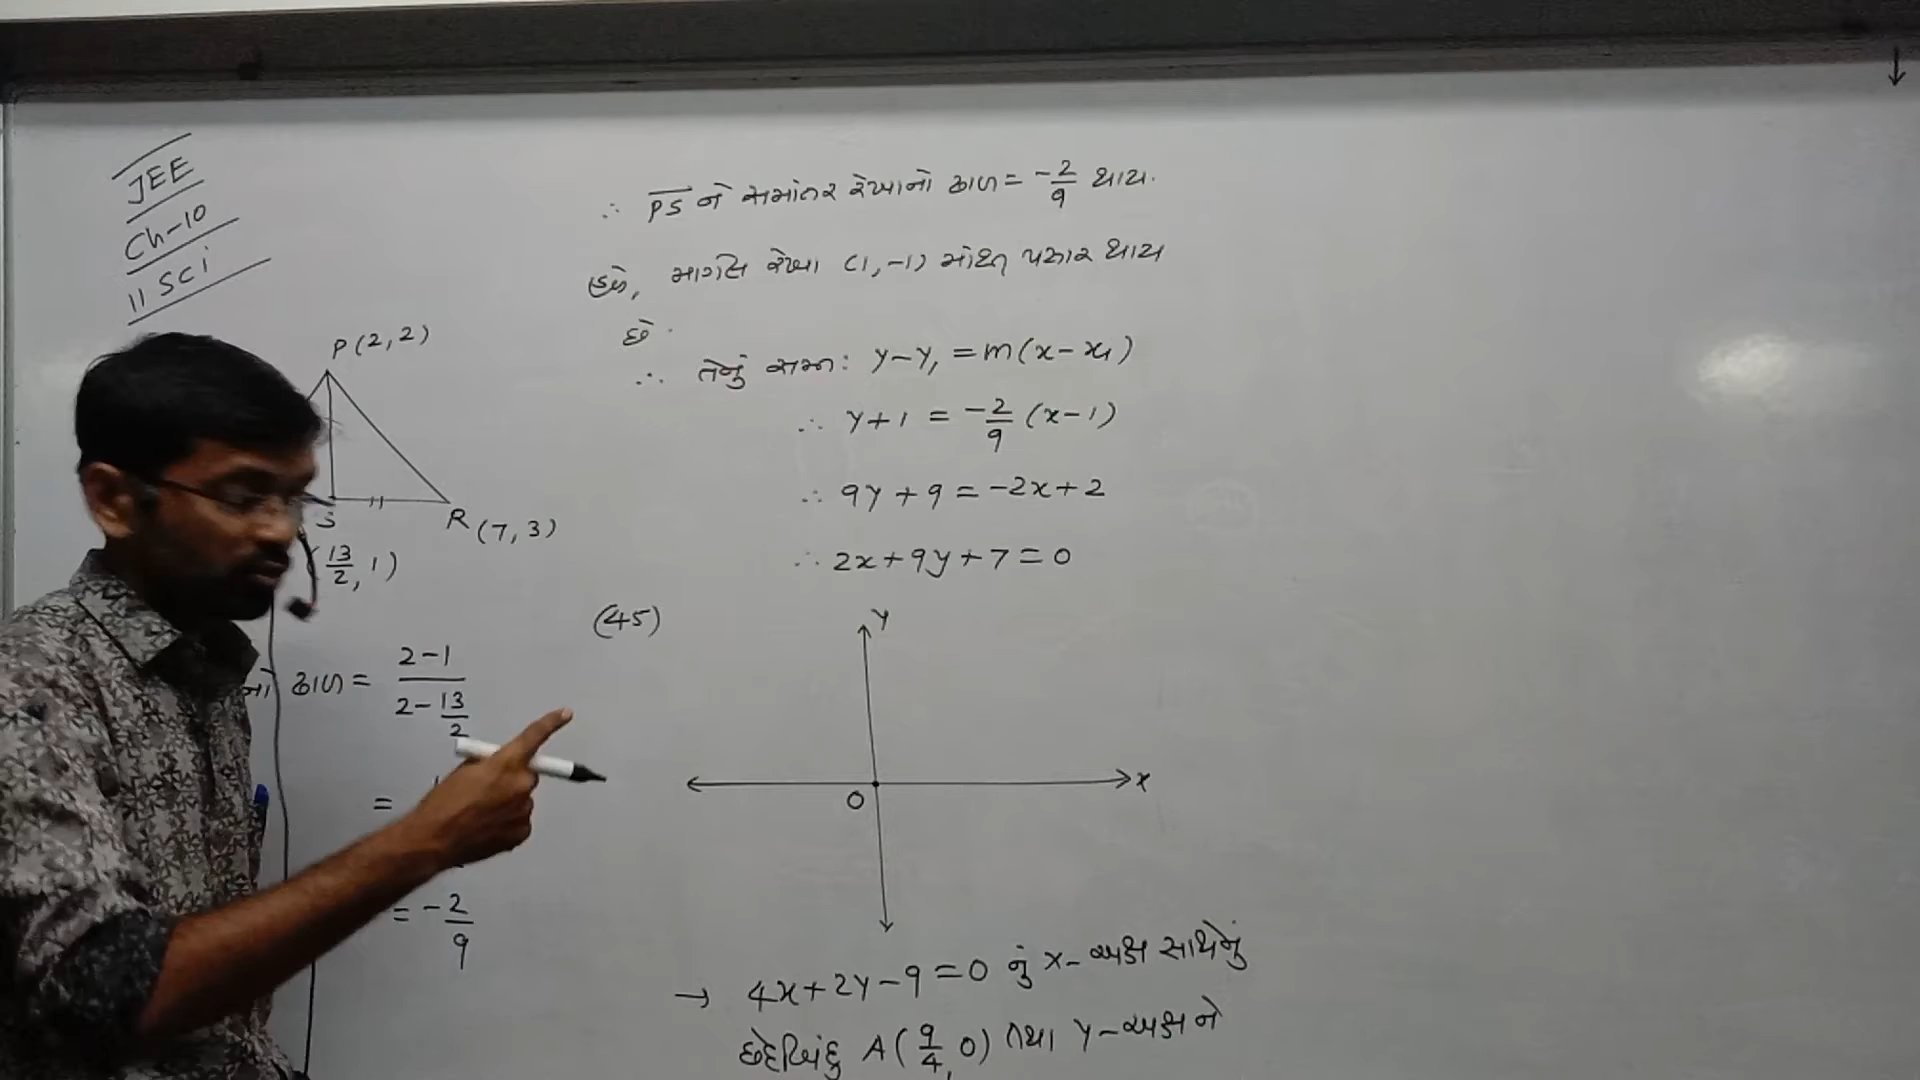 JEE
Ch-10
11 SCI
P(2,2)
S
R (7,3)
(13/2, 1)
નો ઢાળ = (2-1)/(2-13/2)
=
= -2/9
∴ PS ને સમાંતર રેખાનો ઢાળ = -2/9 થાય.
હવે, માગેલ રેખા (1,-1) માંથી પસાર થાય
છે.
∴ તેનું સમી: y-y₁ = m(x-x₁)
∴ y+1 = -2/9 (x-1)
∴ 9y+9 = -2x+2
∴ 2x+9y+7=0
(45)
Y
X
O
→ 4x+2y-9=0 નું x-અક્ષ સાથેનું
છેદબિંદુ A(9/4, 0) તથા y-અક્ષ ને